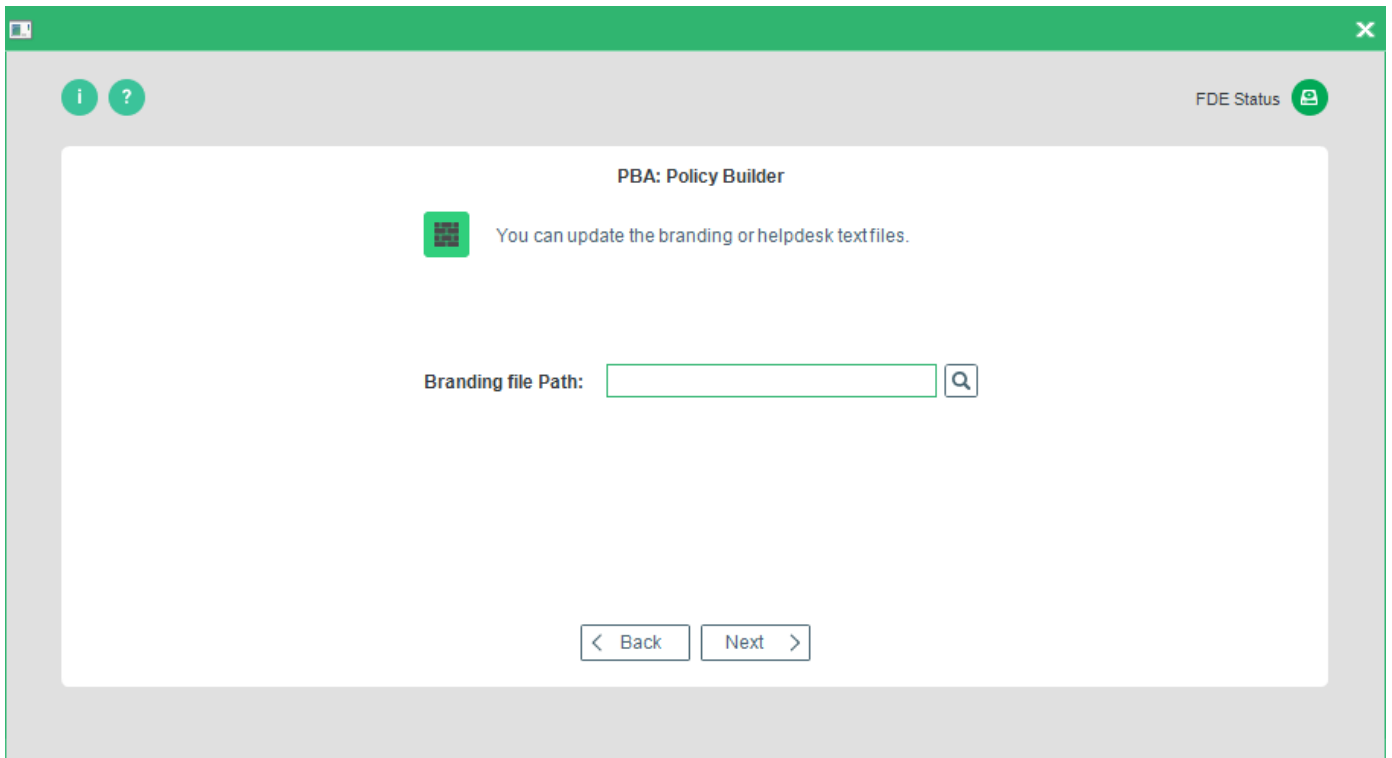 i ? FDE Status
PBA: Policy Builder
You can update the branding or helpdesk text files.
Branding file Path:
Back Next